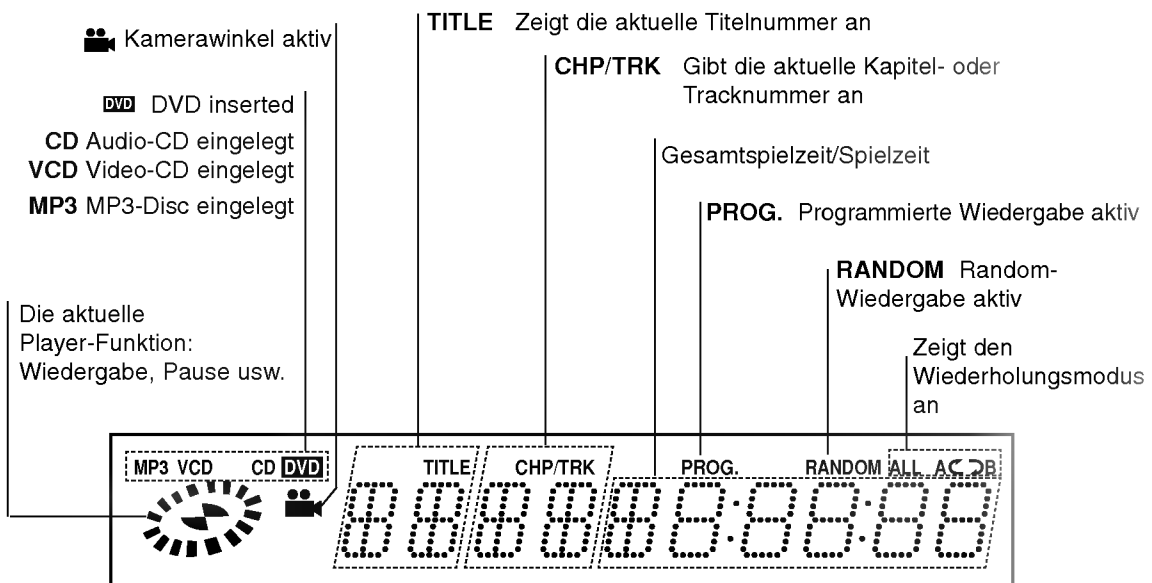 TITLE Zeigt die aktuelle Titelnummer an
Kamerawinkel aktiv
CHP/TRK Gibt die aktuelle Kapitel- oder
Tracknummer an
DVD DVD inserted
CD Audio-CD eingelegt
VCD Video-CD eingelegt
MP3 MP3-Disc eingelegt
Gesamtspielzeit/Spielzeit
PROG. Programmierte Wiedergabe aktiv
RANDOM Random-
Wiedergabe aktiv
Die aktuelle
Player-Funktion:
Wiedergabe, Pause usw.
Zeigt den
Wiederholungsmodus
an
MP3 VCD CD DVD TITLE CHP/TRK PROG. RANDOM ALL A B